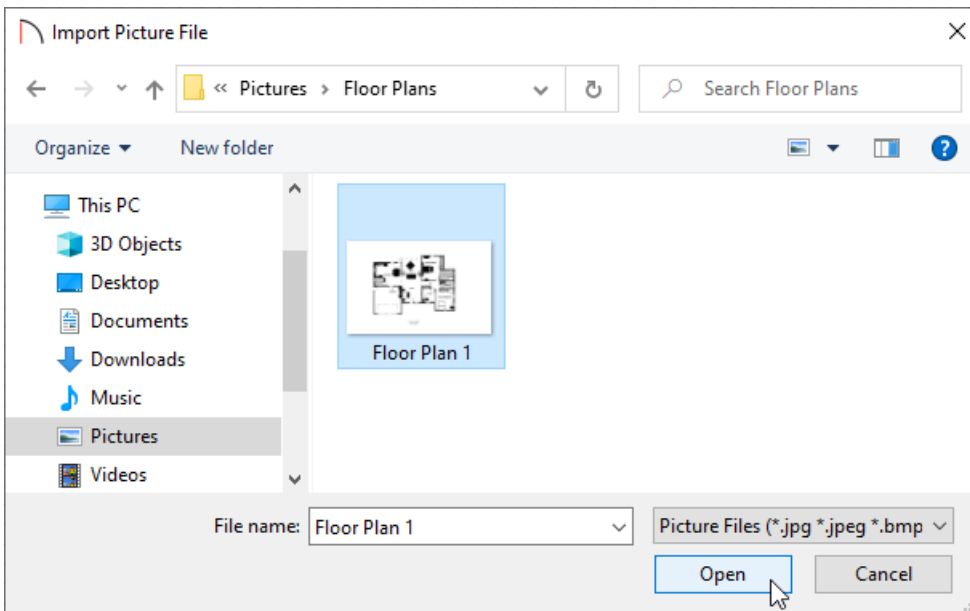 Import Picture File
« Pictures › Floor Plans
Search Floor Plans
Organize
New folder
This PC
3D Objects
Desktop
Documents
Downloads
Music
Pictures
Videos
Floor Plan 1
File name: Floor Plan 1
Picture Files (*.jpg *.jpeg *.bmp
Open
Cancel